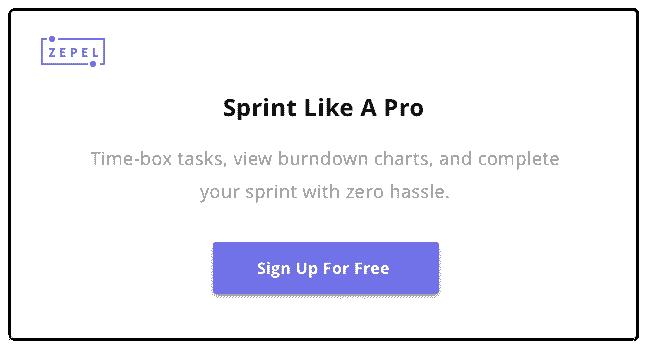 ZEPEL
Sprint Like A Pro
Time-box tasks, view burndown charts, and complete
your sprint with zero hassle.
Sign Up For Free